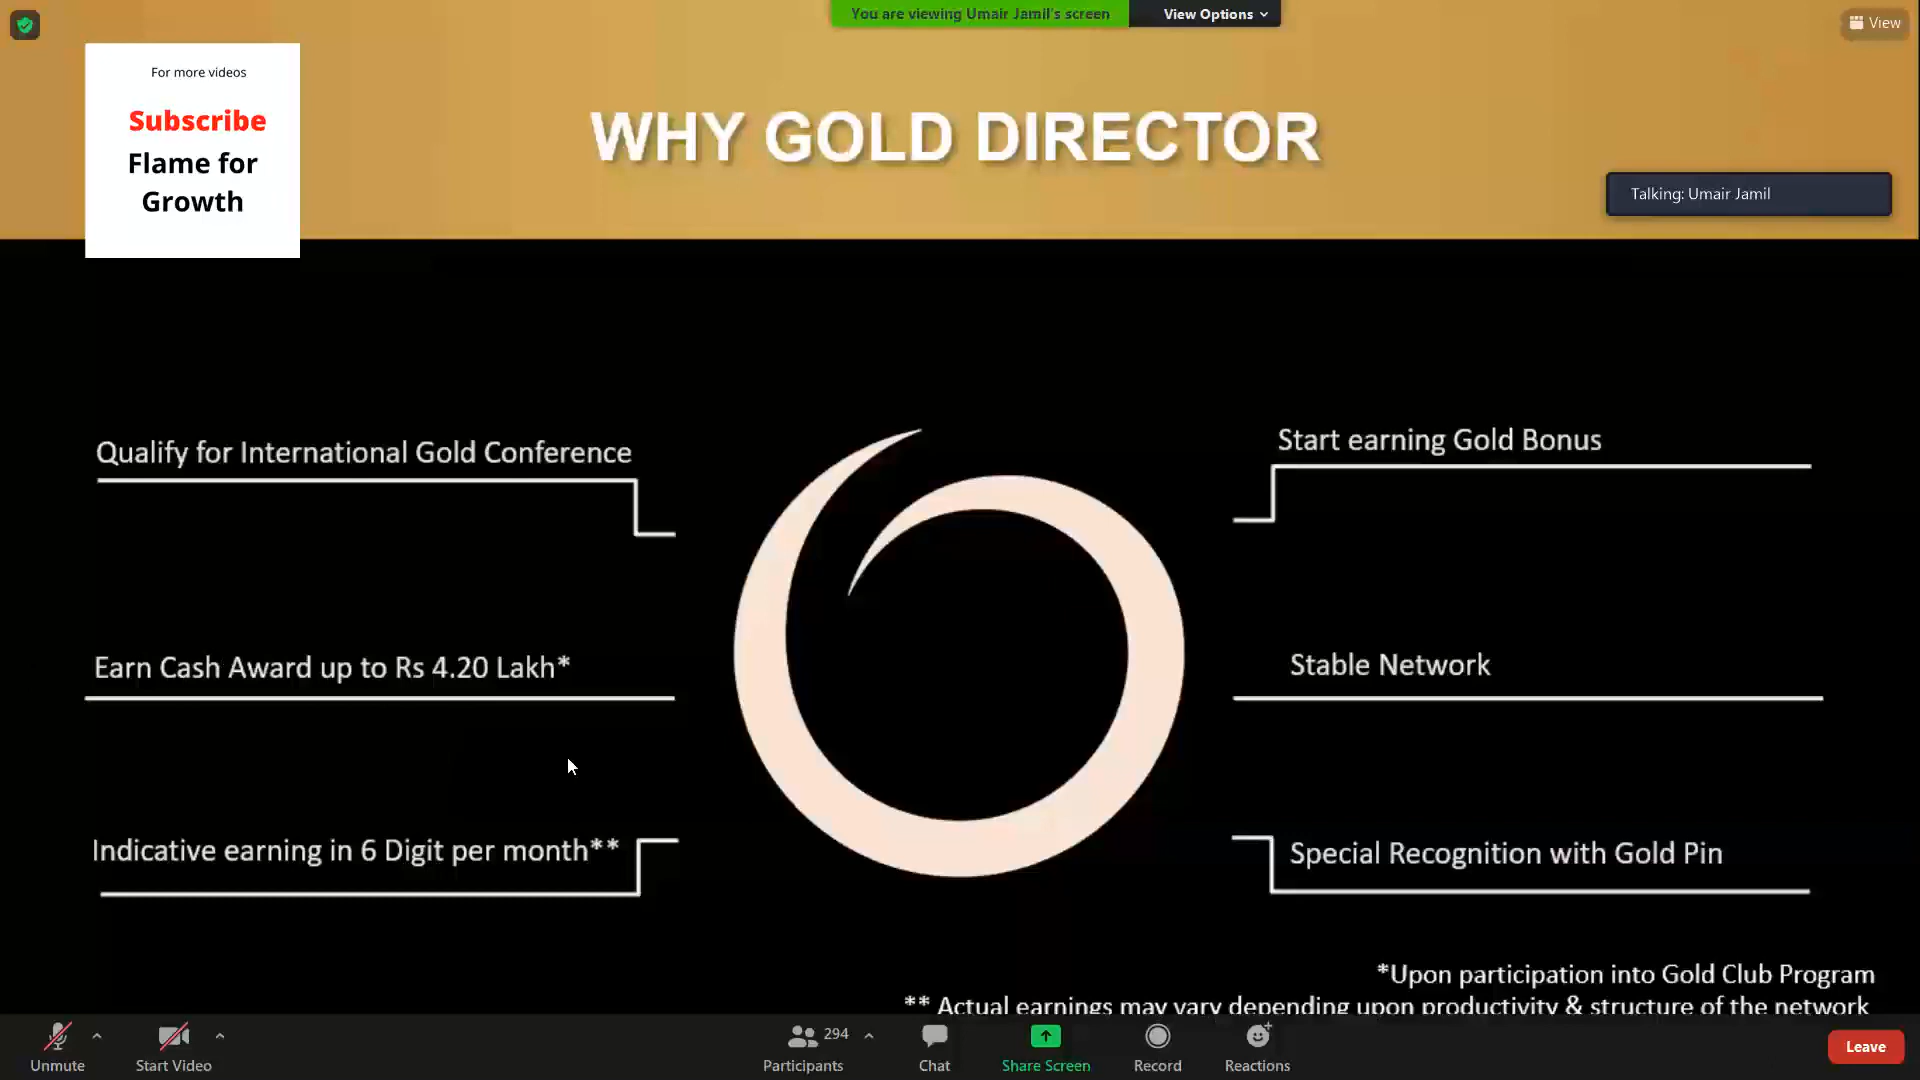 You are viewing Umair Jamil's screen
View Options
View
For more videos
Subscribe
Flame for
Growth
WHY GOLD DIRECTOR
Talking: Umair Jamil
Qualify for International Gold Conference
Start earning Gold Bonus
Earn Cash Award up to Rs 4.20 Lakh*
Stable Network
Indicative earning in 6 Digit per month**
Special Recognition with Gold Pin
*Upon participation into Gold Club Program
** Actual earnings may vary depending upon productivity & structure of the network
Unmute
Start Video
294
Participants
Chat
Share Screen
Record
Reactions
Leave